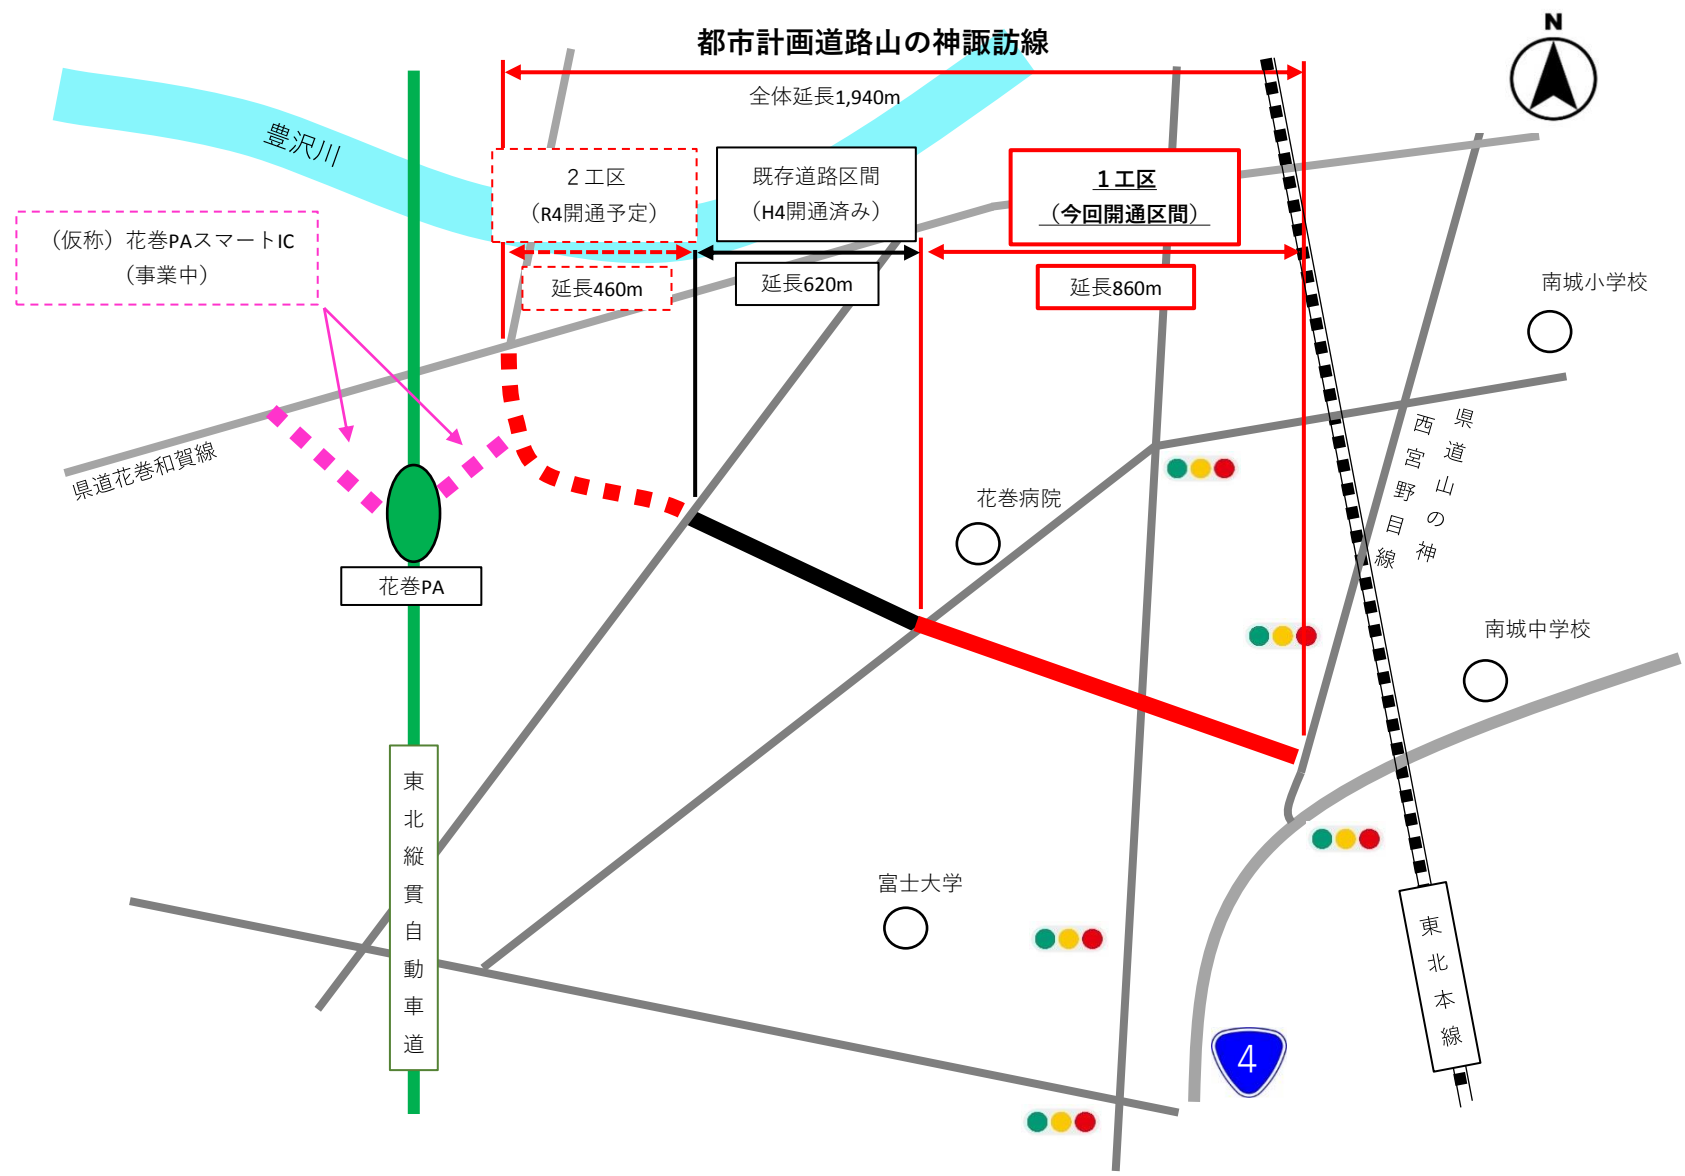 都市計画道路山の神諏訪線
N
全体延長1,940m
豊沢川
２工区
（R4開通予定）
既存道路区間
（H4開通済み）
１工区
（今回開通区間）
（仮称）花巻PAスマートIC
（事業中）
延長460m
延長620m
延長860m
南城小学校
県道花巻和賀線
県道山の神
西宮野目線
花巻病院
花巻PA
南城中学校
東北縦貫自動車道
富士大学
東北本線
4